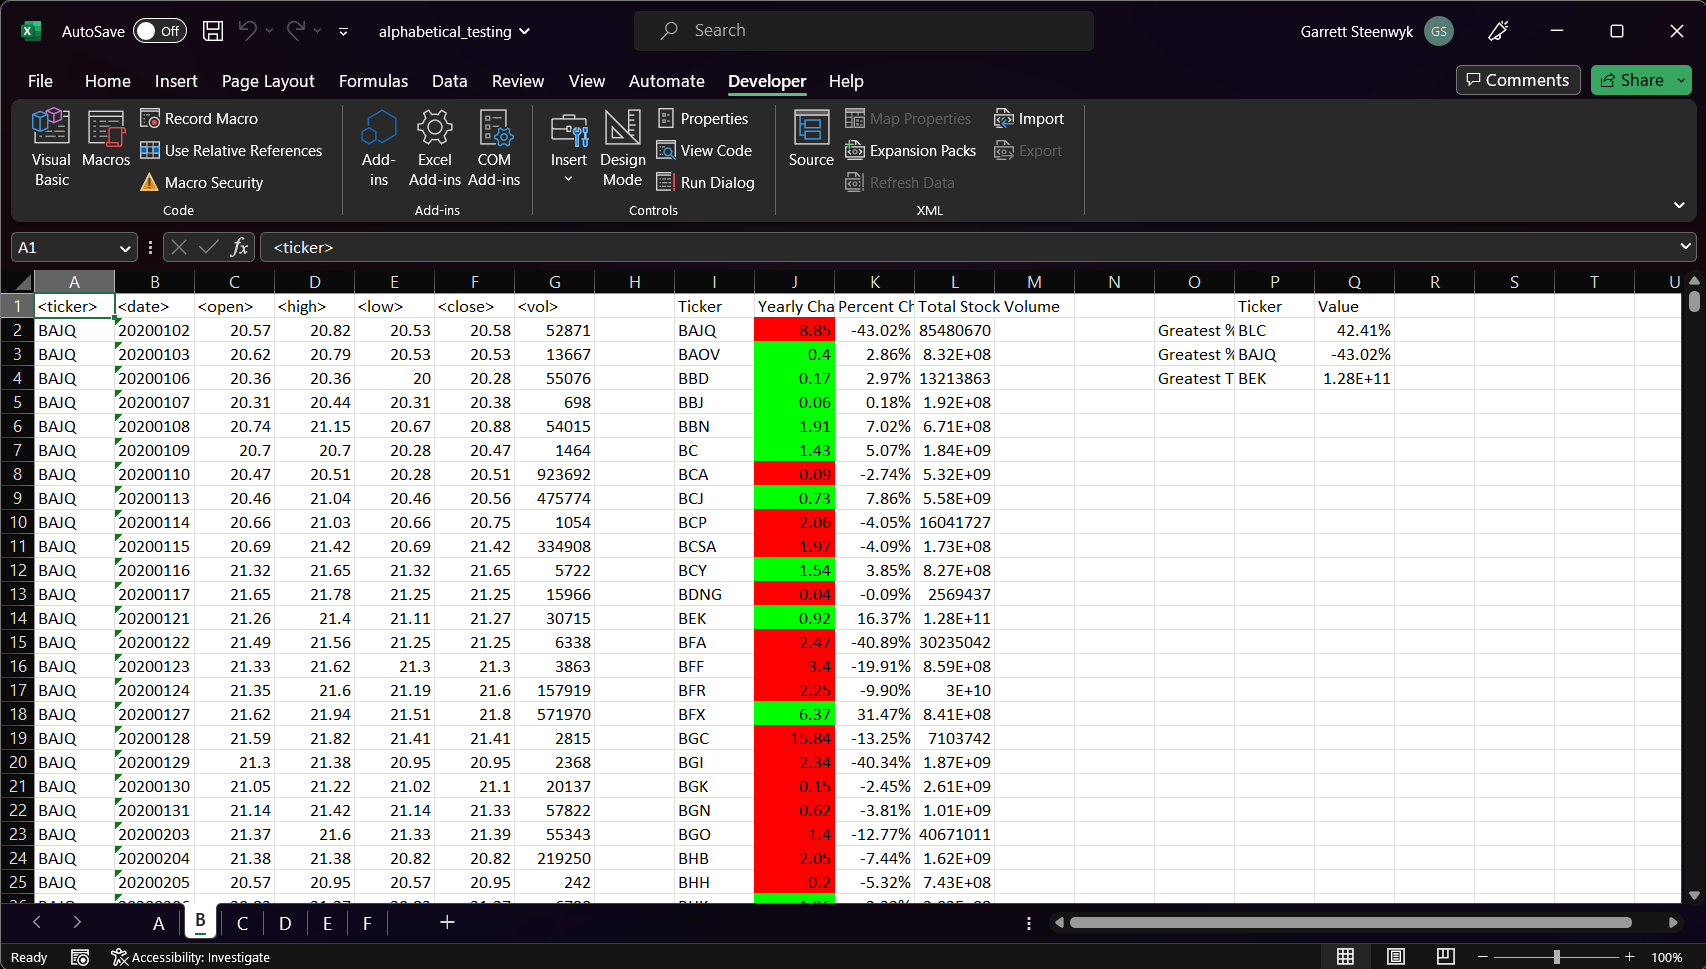 AutoSave Off alphabetical_testing Search Garrett Steenwyk GS
File Home Insert Page Layout Formulas Data Review View Automate Developer Help Comments Share
Visual Basic Macros Record Macro Use Relative References Macro Security Code
Add-ins Excel Add-ins COM Add-ins Add-ins
Insert Design Mode Properties View Code Run Dialog Controls
Source Map Properties Expansion Packs Refresh Data Import Export XML
A1 fx <ticker>
A B C D E F G H I J K L M N O P Q R S T U
1 <ticker> <date> <open> <high> <low> <close> <vol> Ticker Yearly Cha Percent Ch Total Stock Volume Ticker Value
2 BAJQ 20200102 20.57 20.82 20.53 20.58 52871 BAJQ -8.85 -43.02% 85480670 Greatest % BLC 42.41%
3 BAJQ 20200103 20.62 20.79 20.53 20.53 13667 BAOV 0.4 2.86% 8.32E+08 Greatest % BAJQ -43.02%
4 BAJQ 20200106 20.36 20.36 20 20.28 55076 BBD 0.17 2.97% 13213863 Greatest T BEK 1.28E+11
5 BAJQ 20200107 20.31 20.44 20.31 20.38 698 BBJ 0.06 0.18% 1.92E+08
6 BAJQ 20200108 20.74 21.15 20.67 20.88 54015 BBN 1.91 7.02% 6.71E+08
7 BAJQ 20200109 20.7 20.7 20.28 20.47 1464 BC 1.43 5.07% 1.84E+09
8 BAJQ 20200110 20.47 20.51 20.28 20.51 923692 BCA -0.09 -2.74% 5.32E+09
9 BAJQ 20200113 20.46 21.04 20.46 20.56 475774 BCJ 0.73 7.86% 5.58E+09
10 BAJQ 20200114 20.66 21.03 20.66 20.75 1054 BCP -2.06 -4.05% 16041727
11 BAJQ 20200115 20.69 21.42 20.69 21.42 334908 BCSA -1.97 -4.09% 1.73E+08
12 BAJQ 20200116 21.32 21.65 21.32 21.65 5722 BCY 1.54 3.85% 8.27E+08
13 BAJQ 20200117 21.65 21.78 21.25 21.25 15966 BDNG -0.04 -0.09% 2569437
14 BAJQ 20200121 21.26 21.4 21.11 21.27 30715 BEK 0.92 16.37% 1.28E+11
15 BAJQ 20200122 21.49 21.56 21.25 21.25 6338 BFA -2.47 -40.89% 30235042
16 BAJQ 20200123 21.33 21.62 21.3 21.3 3863 BFF -3.4 -19.91% 8.59E+08
17 BAJQ 20200124 21.35 21.6 21.19 21.6 157919 BFR -2.25 -9.90% 3E+10
18 BAJQ 20200127 21.62 21.94 21.51 21.8 571970 BFX 6.37 31.47% 8.41E+08
19 BAJQ 20200128 21.59 21.82 21.41 21.41 2815 BGC -15.84 -13.25% 7103742
20 BAJQ 20200129 21.3 21.38 20.95 20.95 2368 BGI -2.34 -40.34% 1.87E+09
21 BAJQ 20200130 21.05 21.22 21.02 21.1 20137 BGK -0.15 -2.45% 2.61E+09
22 BAJQ 20200131 21.14 21.42 21.14 21.33 57822 BGN -0.62 -3.81% 1.01E+09
23 BAJQ 20200203 21.37 21.6 21.33 21.39 55343 BGO -1.4 -12.77% 40671011
24 BAJQ 20200204 21.38 21.38 20.82 20.82 219250 BHB -2.05 -7.44% 1.62E+09
25 BAJQ 20200205 20.57 20.95 20.57 20.95 242 BHH -0.2 -5.32% 7.43E+08
A B C D E F
Ready Accessibility: Investigate 100%